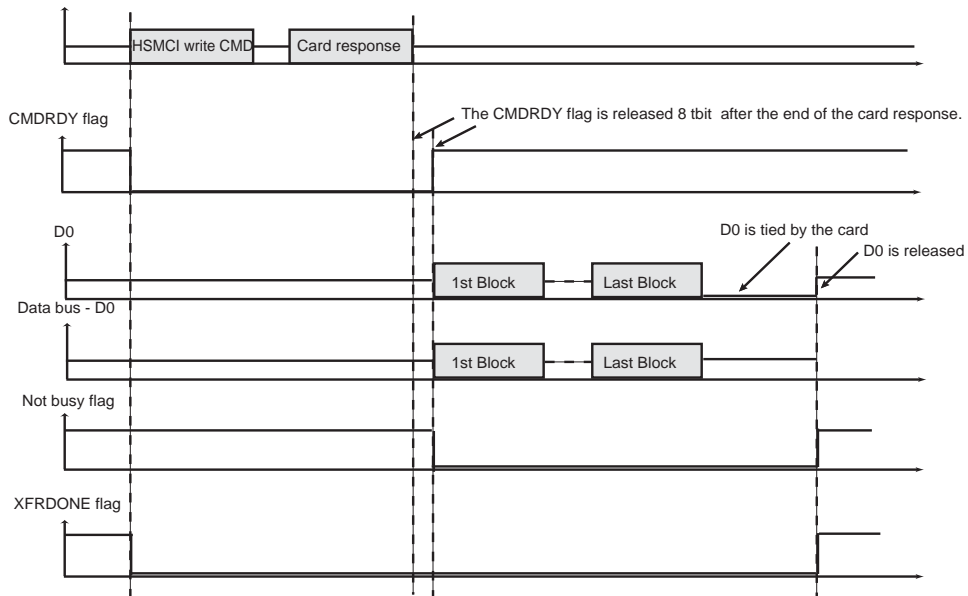 HSMCI write CMD
Card response
CMDRDY flag
The CMDRDY flag is released 8 tbit after the end of the card response.
D0
D0 is tied by the card
D0 is released
1st Block
Last Block
Data bus - D0
1st Block
Last Block
Not busy flag
XFRDONE flag